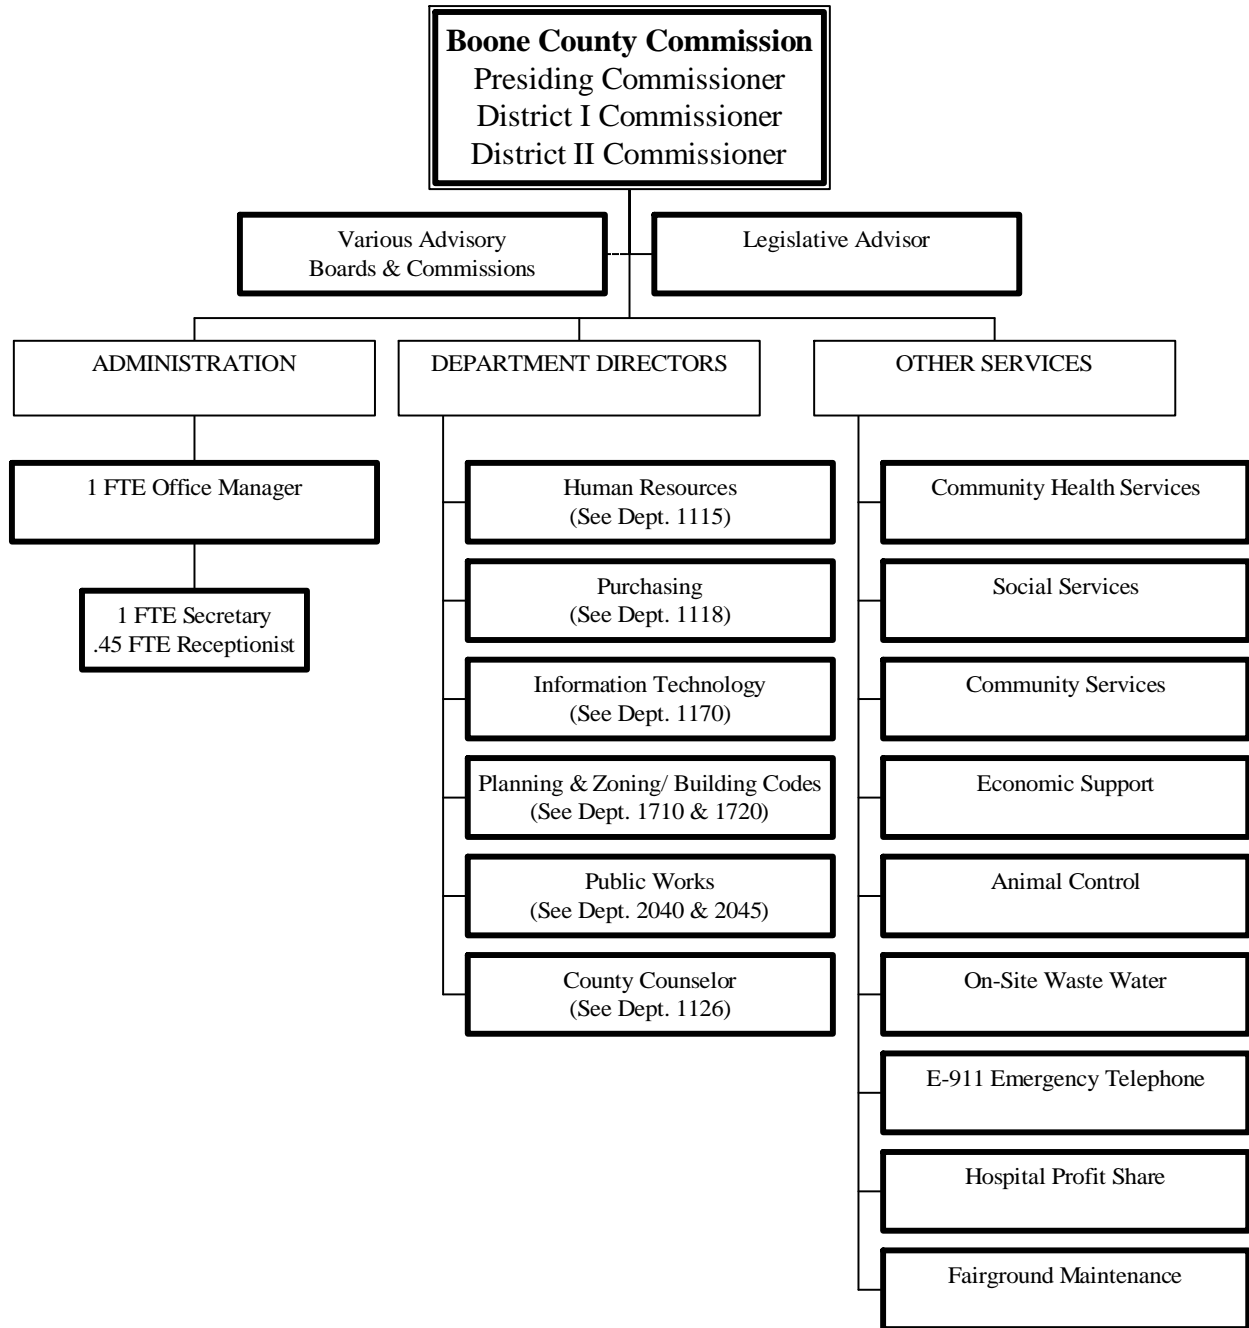 Boone County Commission
Presiding Commissioner
District I Commissioner
District II Commissioner
Various Advisory
Boards & Commissions
Legislative Advisor
ADMINISTRATION
1 FTE Office Manager
1 FTE Secretary
.45 FTE Receptionist
DEPARTMENT DIRECTORS
Human Resources
(See Dept. 1115)
Purchasing
(See Dept. 1118)
Information Technology
(See Dept. 1170)
Planning & Zoning/ Building Codes
(See Dept. 1710 & 1720)
Public Works
(See Dept. 2040 & 2045)
County Counselor
(See Dept. 1126)
OTHER SERVICES
Community Health Services
Social Services
Community Services
Economic Support
Animal Control
On-Site Waste Water
E-911 Emergency Telephone
Hospital Profit Share
Fairground Maintenance